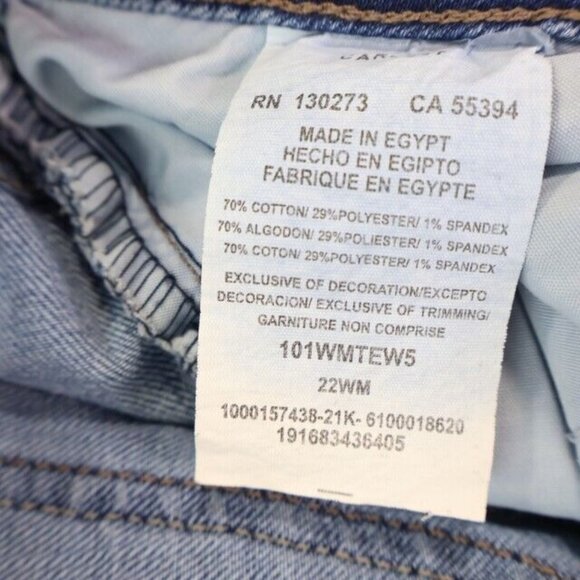 RN 130273 CA 55394
MADE IN EGYPT
HECHO EN EGIPTO
FABRIQUE EN EGYPTE
70% COTTON/ 29%POLYESTER/ 1% SPANDEX
70% ALGODON/ 29%POLIESTER/ 1% SPANDEX
70% COTON/ 29%POLYESTER/ 1% SPANDEX
EXCLUSIVE OF DECORATION/EXCEPTO
DECORACION/ EXCLUSIVE OF TRIMMING/
GARNITURE NON COMPRISE
101WMTEW5
22WM
1000157438-21K- 6100018620
191683436405